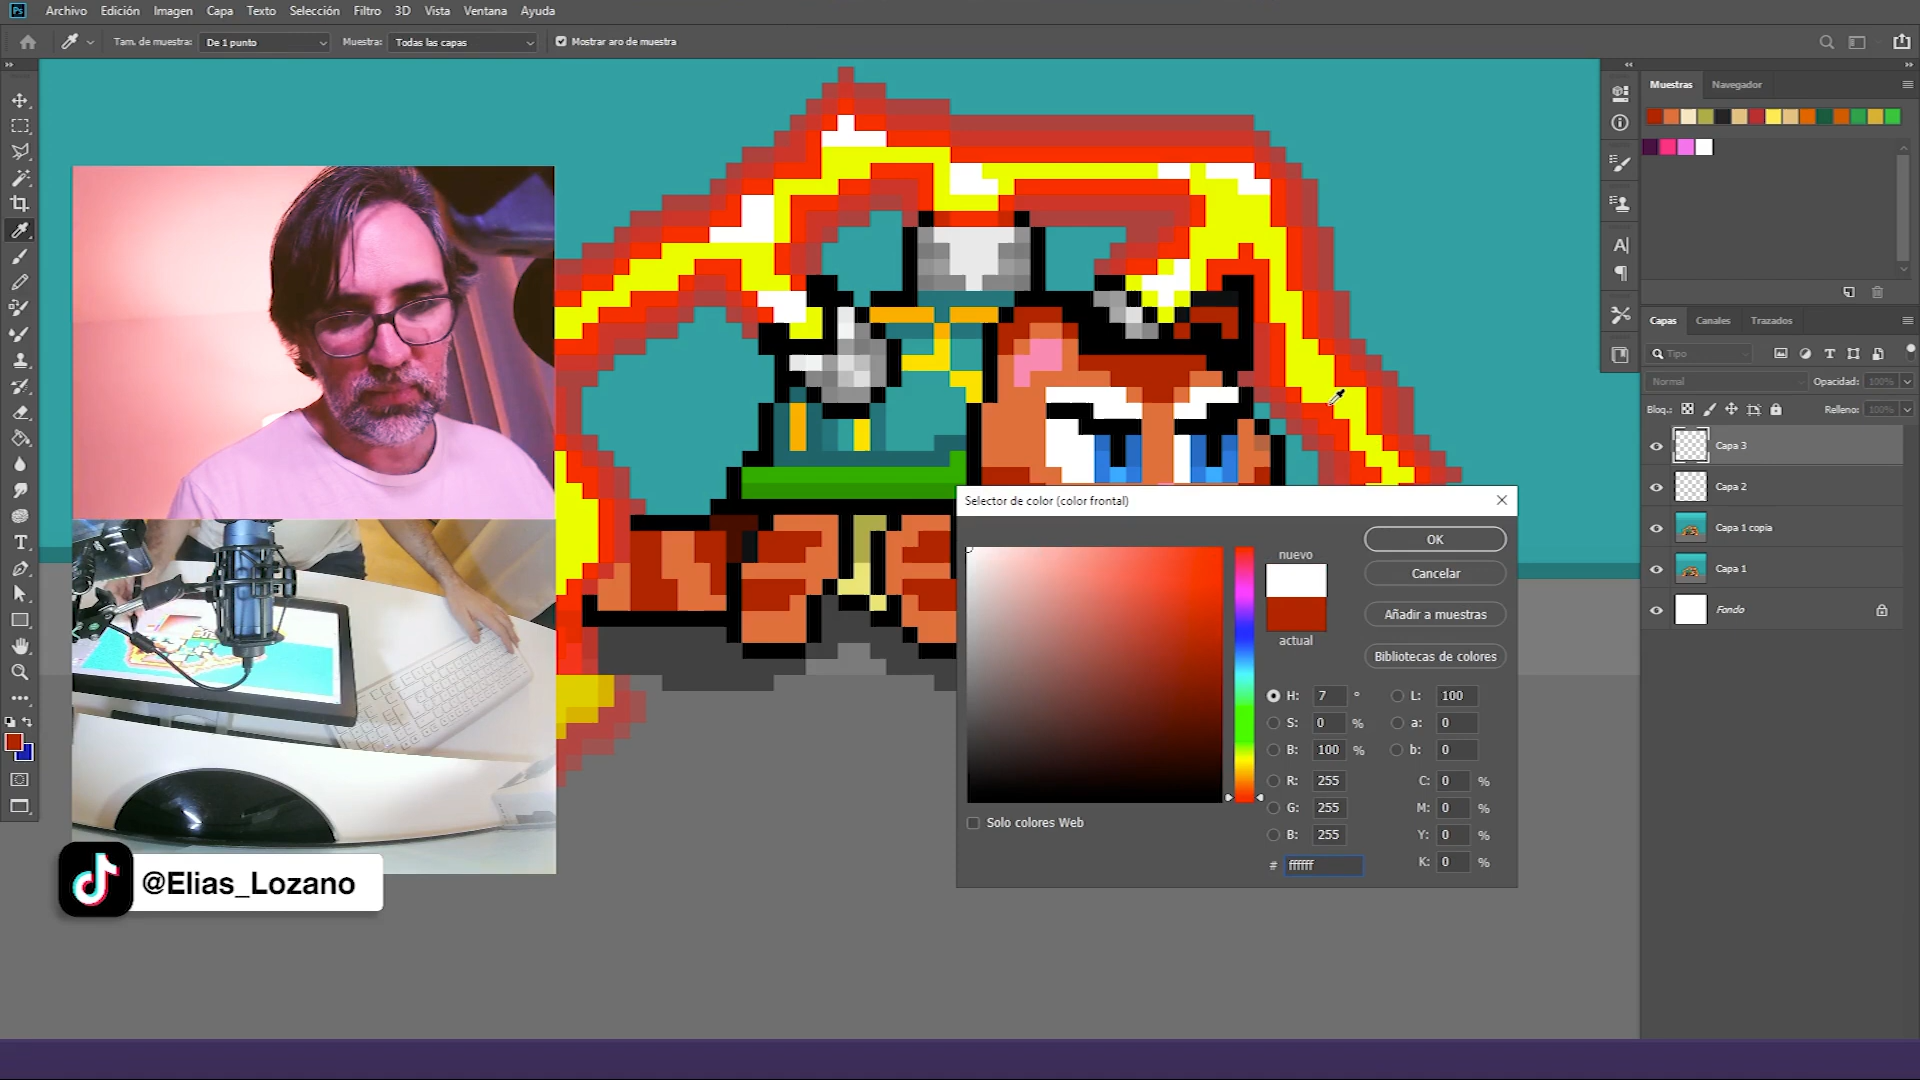 Ps Archivo Edición Imagen Capa Texto Selección Filtro 3D Vista Ventana Ayuda
Tam. de muestra: De 1 punto Muestra: Todas las capas Mostrar aro de muestra
Muestras Navegador
Capas Canales Trazados
Tipo
Normal Opacidad: 100%
Bloq.: Relleno: 100%
Capa 3
Capa 2
Capa 1 copia
Capa 1
Fondo
Selector de color (color frontal)
nuevo
actual
OK
Cancelar
Añadir a muestras
Bibliotecas de colores
H: 7 ° L: 100
S: 0 % a: 0
B: 100 % b: 0
R: 255 C: 0 %
G: 255 M: 0 %
B: 255 Y: 0 %
# ffffff K: 0 %
Solo colores Web
@Elias_Lozano